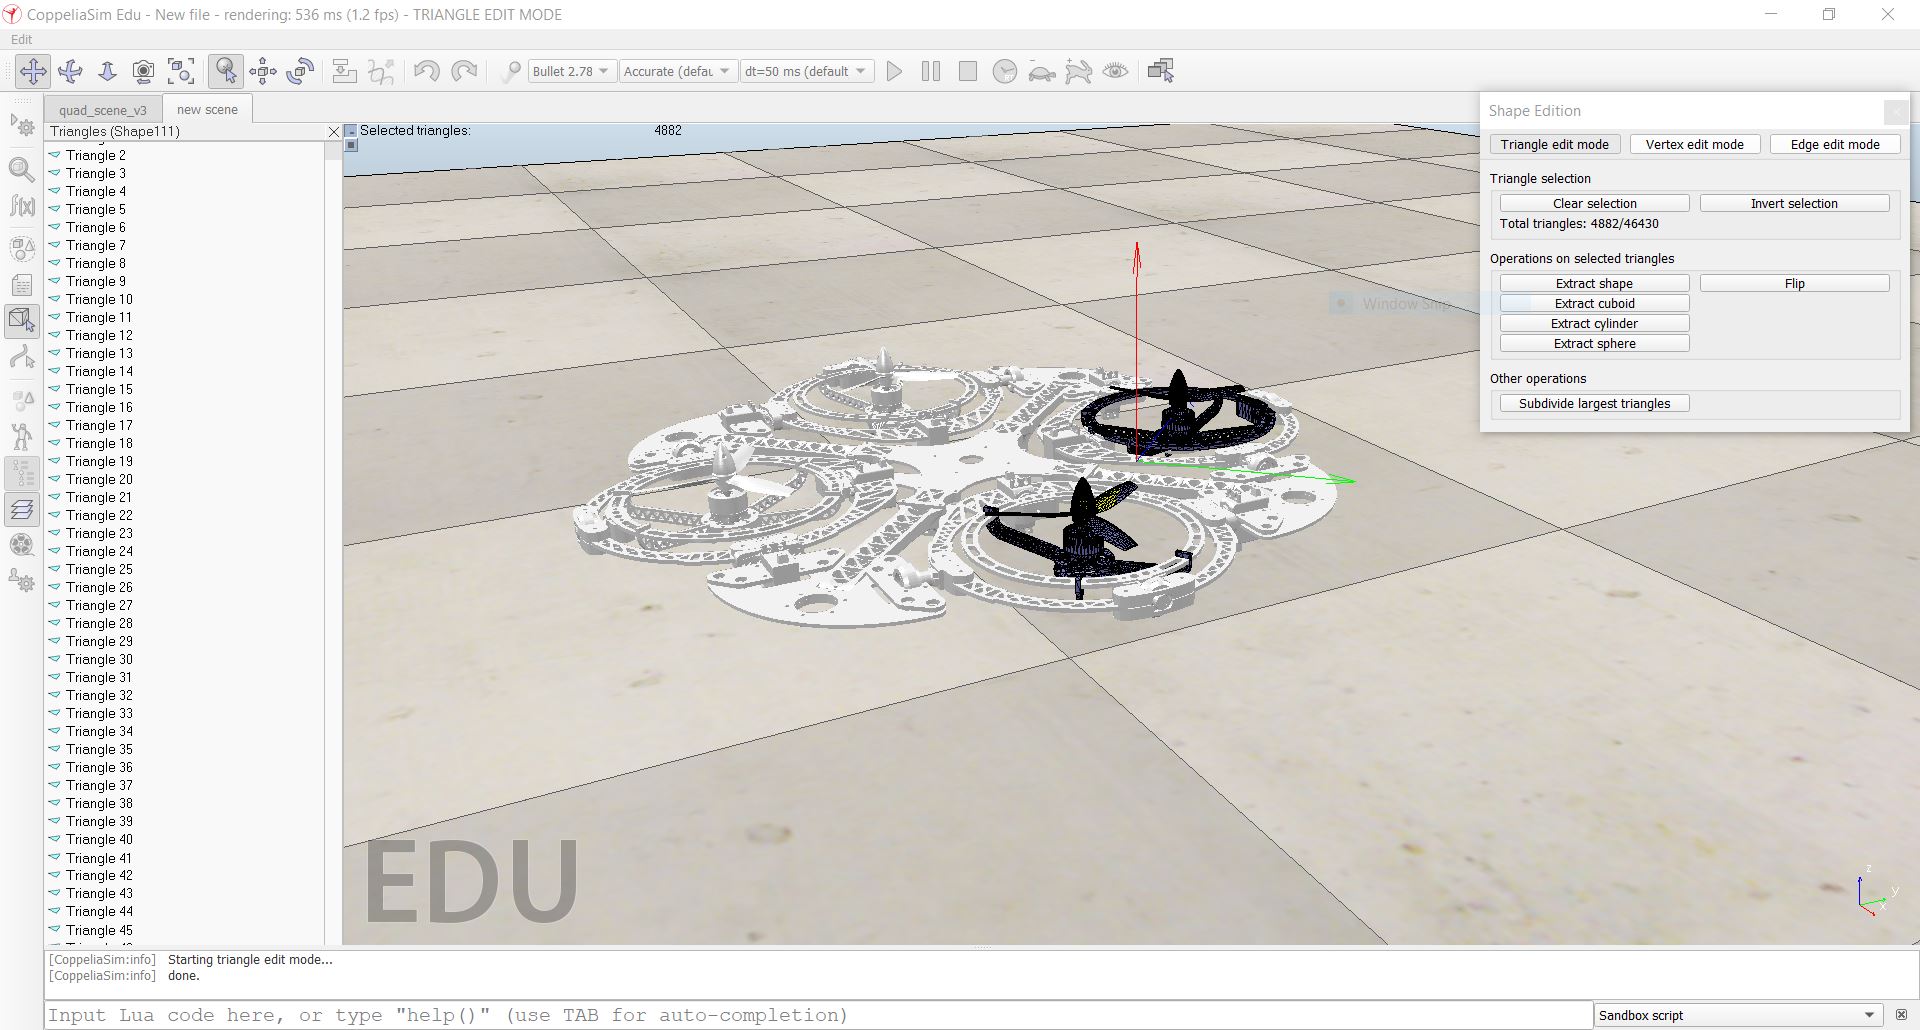 CoppeliaSim Edu - New file - rendering: 536 ms (1.2 fps) - TRIANGLE EDIT MODE
Edit
Bullet 2.78
Accurate (defau
dt=50 ms (default
quad_scene_v3
new scene
Triangles (Shape111)
Selected triangles: 4882
Triangle 2
Triangle 3
Triangle 4
Triangle 5
Triangle 6
Triangle 7
Triangle 8
Triangle 9
Triangle 10
Triangle 11
Triangle 12
Triangle 13
Triangle 14
Triangle 15
Triangle 16
Triangle 17
Triangle 18
Triangle 19
Triangle 20
Triangle 21
Triangle 22
Triangle 23
Triangle 24
Triangle 25
Triangle 26
Triangle 27
Triangle 28
Triangle 29
Triangle 30
Triangle 31
Triangle 32
Triangle 33
Triangle 34
Triangle 35
Triangle 36
Triangle 37
Triangle 38
Triangle 39
Triangle 40
Triangle 41
Triangle 42
Triangle 43
Triangle 44
Triangle 45
Shape Edition
Triangle edit mode
Vertex edit mode
Edge edit mode
Triangle selection
Clear selection
Invert selection
Total triangles: 4882/46430
Operations on selected triangles
Extract shape
Flip
Extract cuboid
Extract cylinder
Extract sphere
Other operations
Subdivide largest triangles
Window Snip
EDU
z
y
x
[CoppeliaSim:info] Starting triangle edit mode...
[CoppeliaSim:info] done.
Input Lua code here, or type "help()" (use TAB for auto-completion)
Sandbox script